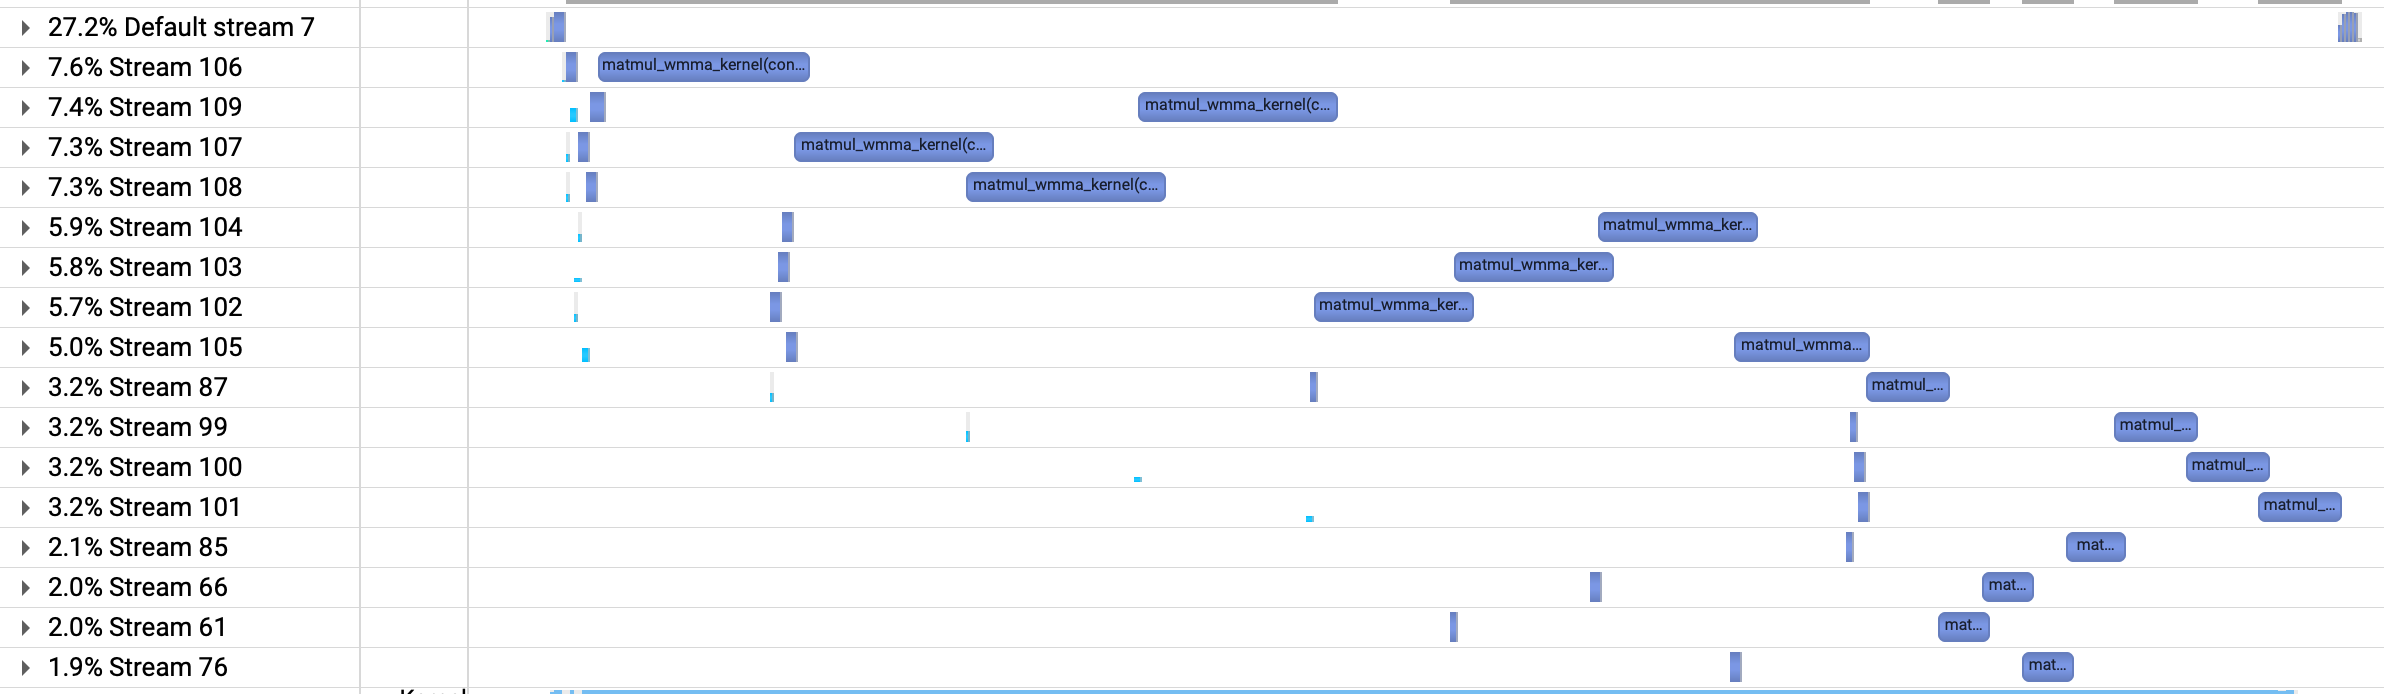 27.2% Default stream 7
7.6% Stream 106 matmul_wmma_kernel(con...
7.4% Stream 109 matmul_wmma_kernel(c...
7.3% Stream 107 matmul_wmma_kernel(c...
7.3% Stream 108 matmul_wmma_kernel(c...
5.9% Stream 104 matmul_wmma_ker...
5.8% Stream 103 matmul_wmma_ker...
5.7% Stream 102 matmul_wmma_ker...
5.0% Stream 105 matmul_wmma...
3.2% Stream 87 matmul_...
3.2% Stream 99 matmul_...
3.2% Stream 100 matmul_...
3.2% Stream 101 matmul_...
2.1% Stream 85 mat...
2.0% Stream 66 mat...
2.0% Stream 61 mat...
1.9% Stream 76 mat...